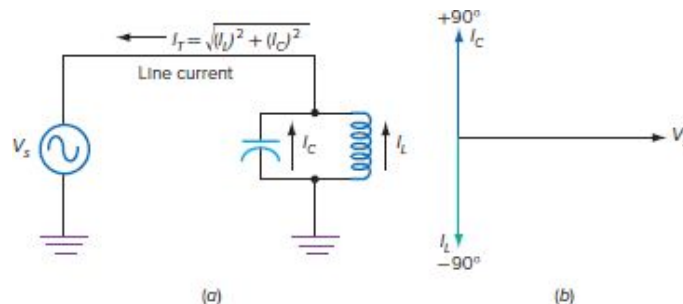 I_T = √(I_L)² + (I_C)²
Line current
V_s
I_C
I_L
(a)
+90°
I_C
V
I_L
−90°
(b)